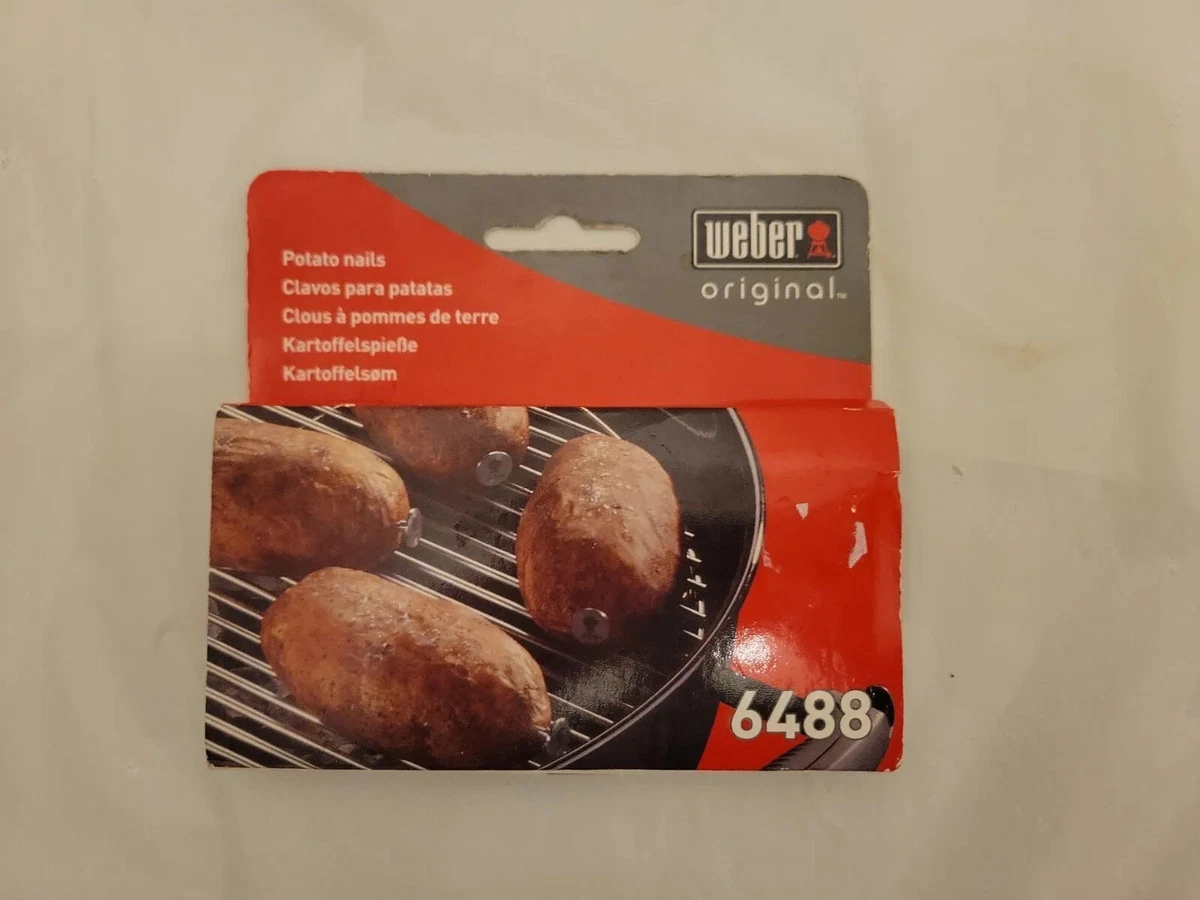 Potato nails
Clavos para patatas
Clous à pommes de terre
Kartoffelspieße
Kartoffelsøm
weber
original™
6488